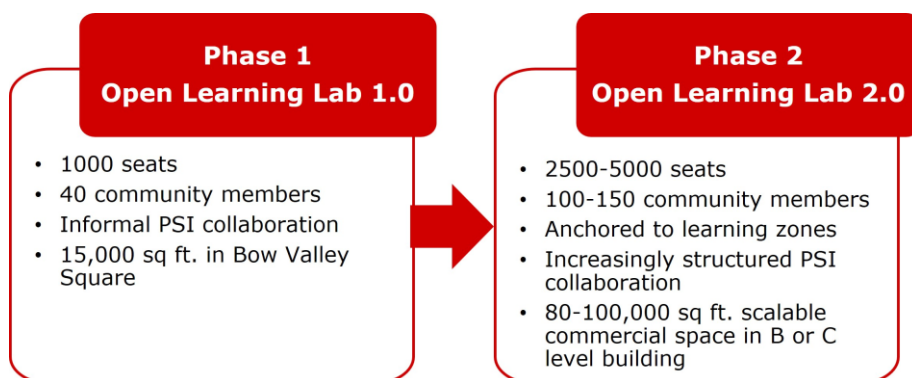 Phase 1
Open Learning Lab 1.0
• 1000 seats
• 40 community members
• Informal PSI collaboration
• 15,000 sq ft. in Bow Valley
Square
Phase 2
Open Learning Lab 2.0
• 2500-5000 seats
• 100-150 community members
• Anchored to learning zones
• Increasingly structured PSI
collaboration
• 80-100,000 sq ft. scalable
commercial space in B or C
level building